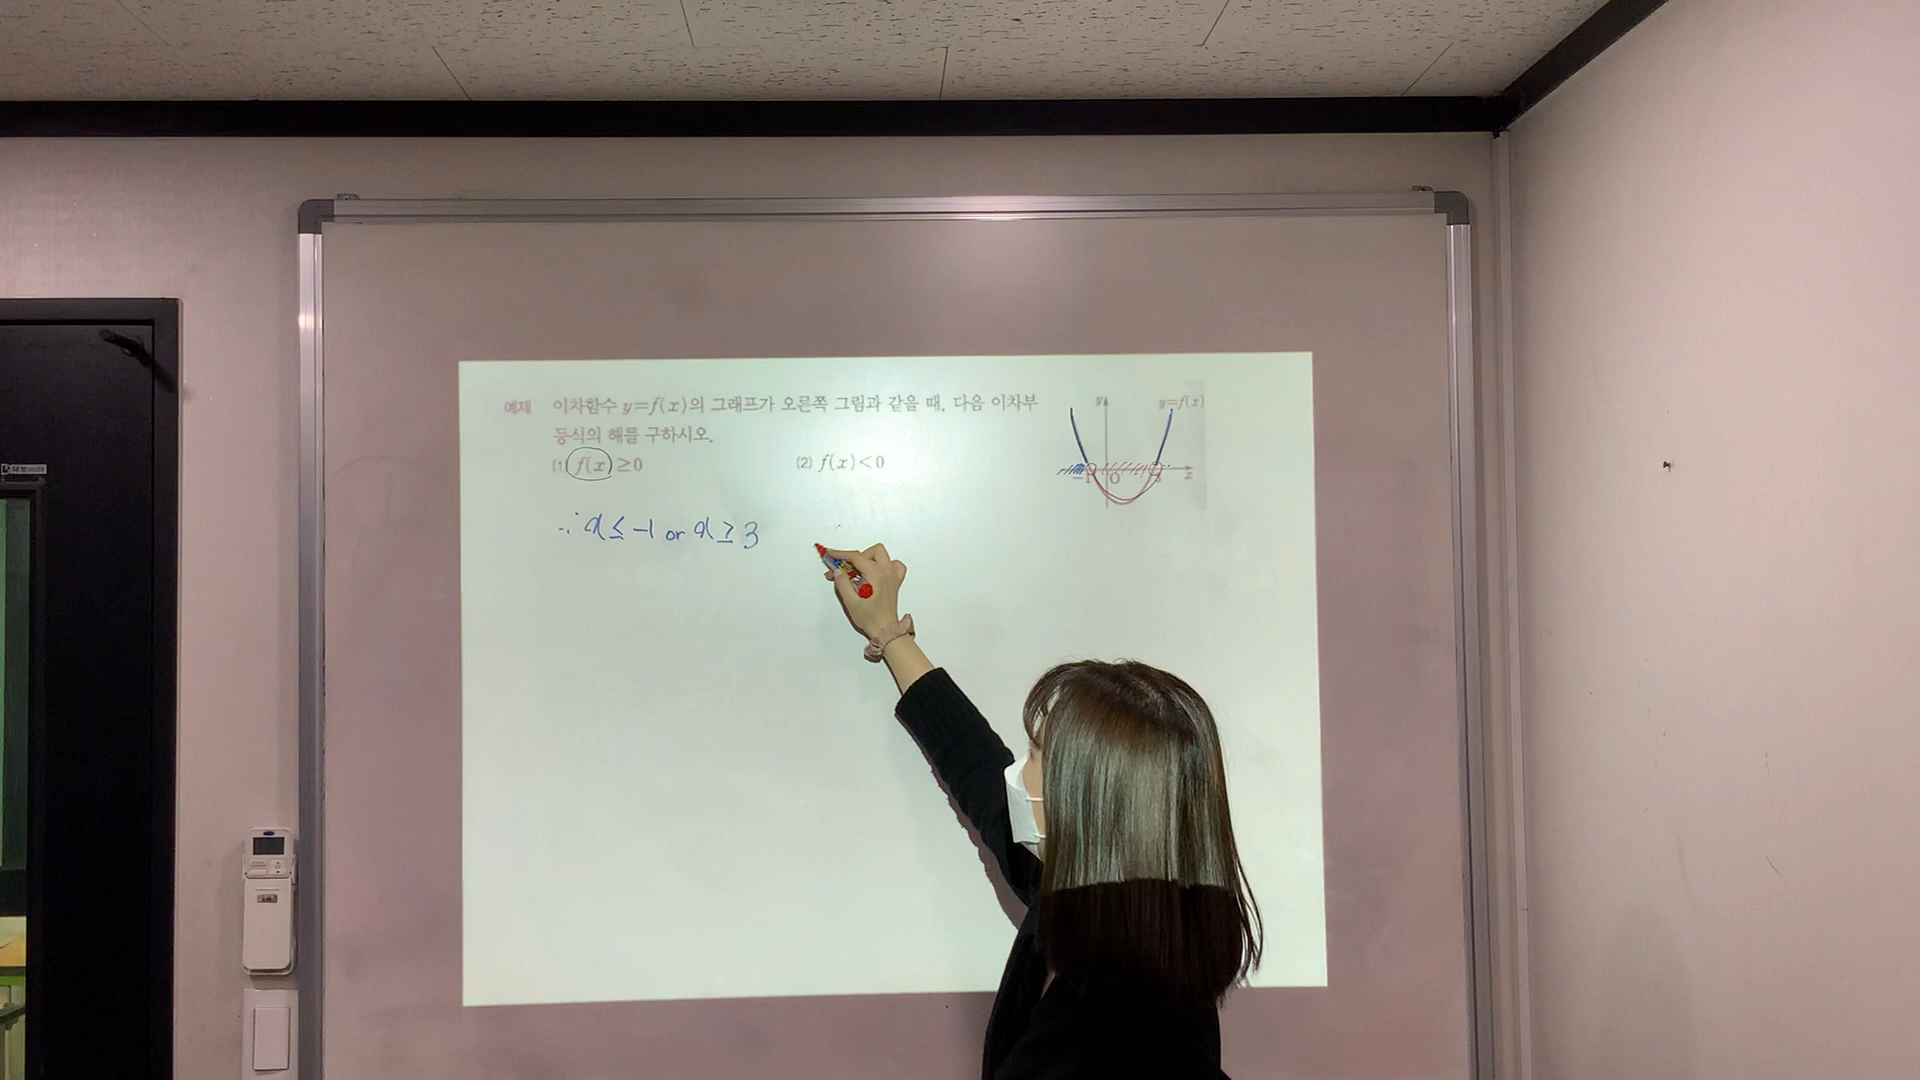 예제 이차함수 y=f(x)의 그래프가 오른쪽 그림과 같을 때, 다음 이차부
등식의 해를 구하시오.
(1) f(x)≥0 (2) f(x)<0
y y=f(x)
-1 O 3 x
∴ x ≤ -1 or x ≥ 3